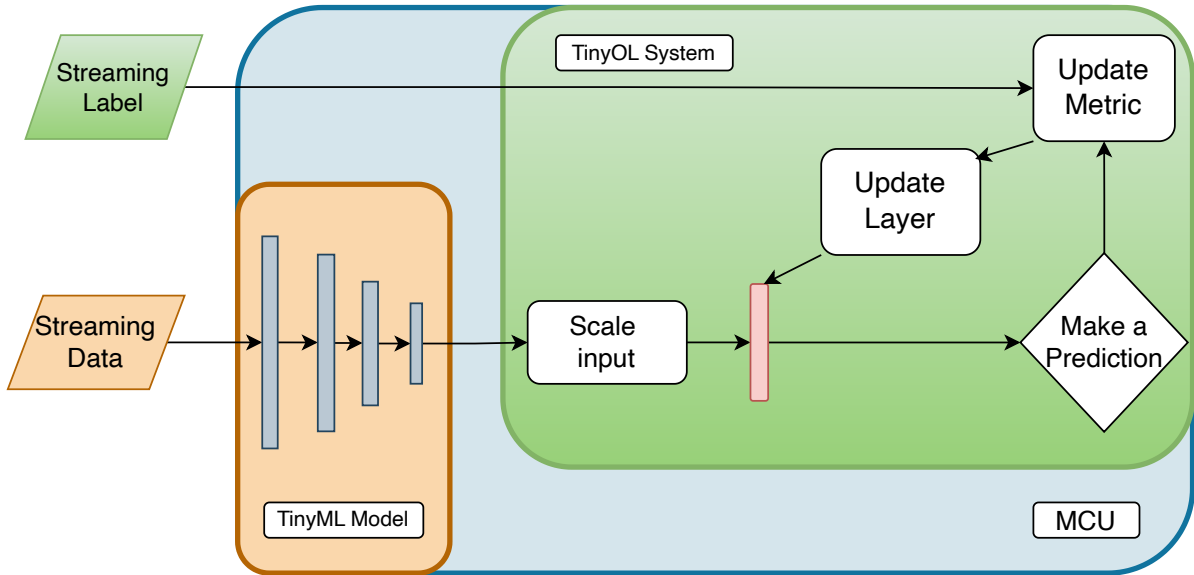 Streaming
Label
TinyOL System
Update
Metric
Update
Layer
Streaming
Data
Scale
input
Make a
Prediction
TinyML Model
MCU